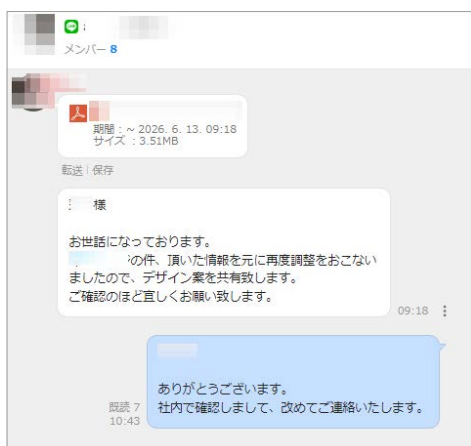 メンバー 8
期間：~ 2026. 6. 13. 09:18
サイズ ：3.51MB
転送 | 保存
様
お世話になっております。
の件、頂いた情報を元に再度調整をおこない
ましたので、デザイン案を共有致します。
ご確認のほど宜しくお願い致します。
09:18
ありがとうございます。
社内で確認しまして、改めてご連絡いたします。
既読 7
10:43